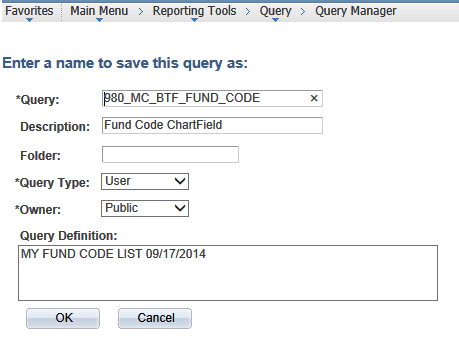 Favorites Main Menu > Reporting Tools > Query > Query Manager
Enter a name to save this query as:
*Query: 980_MC_BTF_FUND_CODE ×
Description: Fund Code ChartField
Folder:
*Query Type: User
*Owner: Public
Query Definition:
MY FUND CODE LIST 09/17/2014
OK Cancel